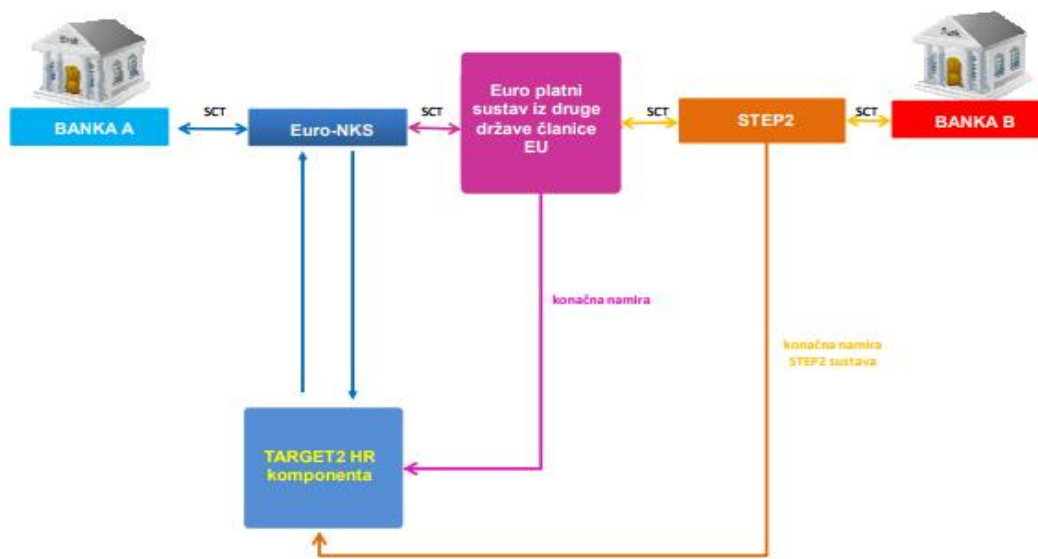 BANKA A
SCT
Euro-NKS
SCT
Euro platni
sustav iz druge
države članice
EU
SCT
STEP2
SCT
BANKA B
konačna namira
konačna namira
STEP2 sustava
TARGET2 HR
komponenta